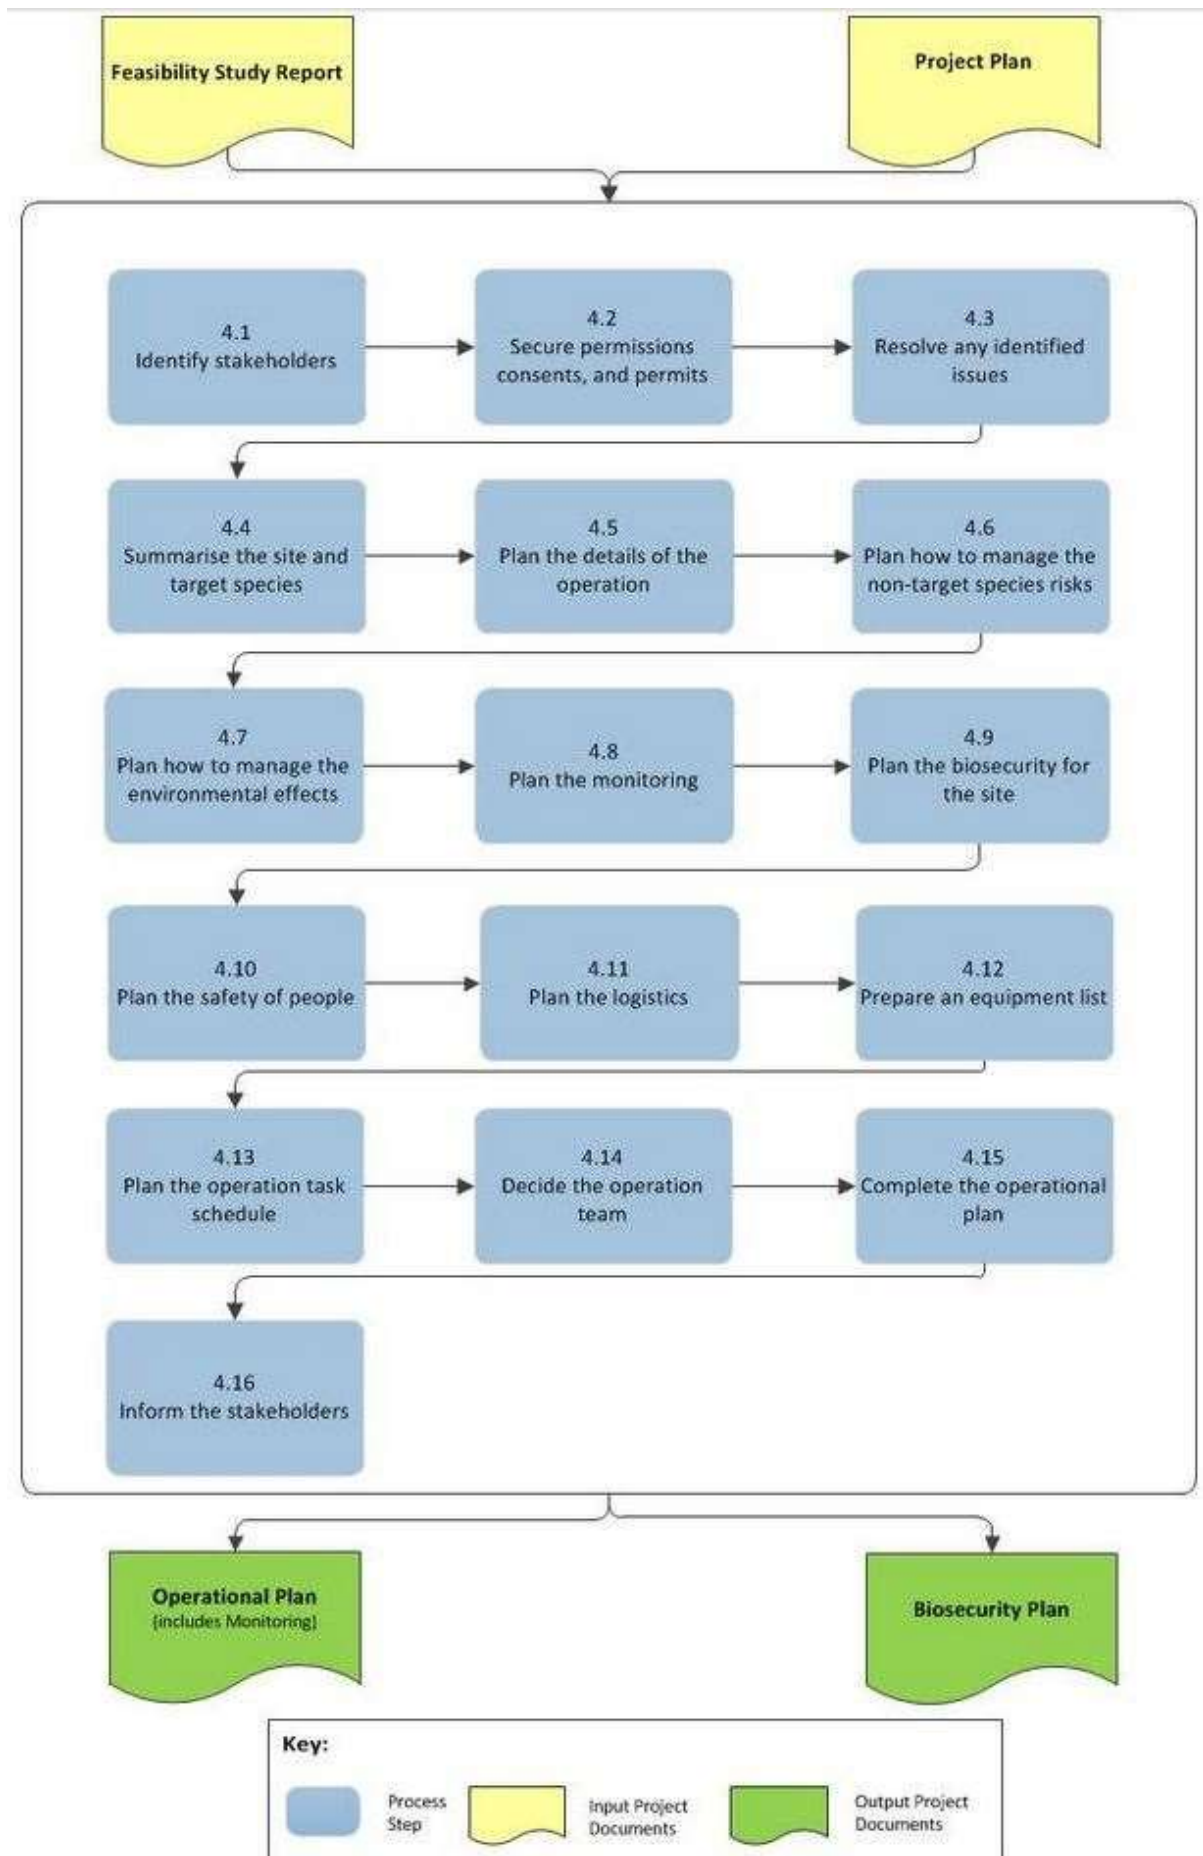 Feasibility Study Report
Project Plan
4.1
Identify stakeholders
4.2
Secure permissions
consents, and permits
4.3
Resolve any identified
issues
4.4
Summarise the site and
target species
4.5
Plan the details of the
operation
4.6
Plan how to manage the
non-target species risks
4.7
Plan how to manage the
environmental effects
4.8
Plan the monitoring
4.9
Plan the biosecurity for
the site
4.10
Plan the safety of people
4.11
Plan the logistics
4.12
Prepare an equipment list
4.13
Plan the operation task
schedule
4.14
Decide the operation
team
4.15
Complete the operational
plan
4.16
Inform the stakeholders
Operational Plan
(includes Monitoring)
Biosecurity Plan
Key:
Process
Step
Input Project
Documents
Output Project
Documents